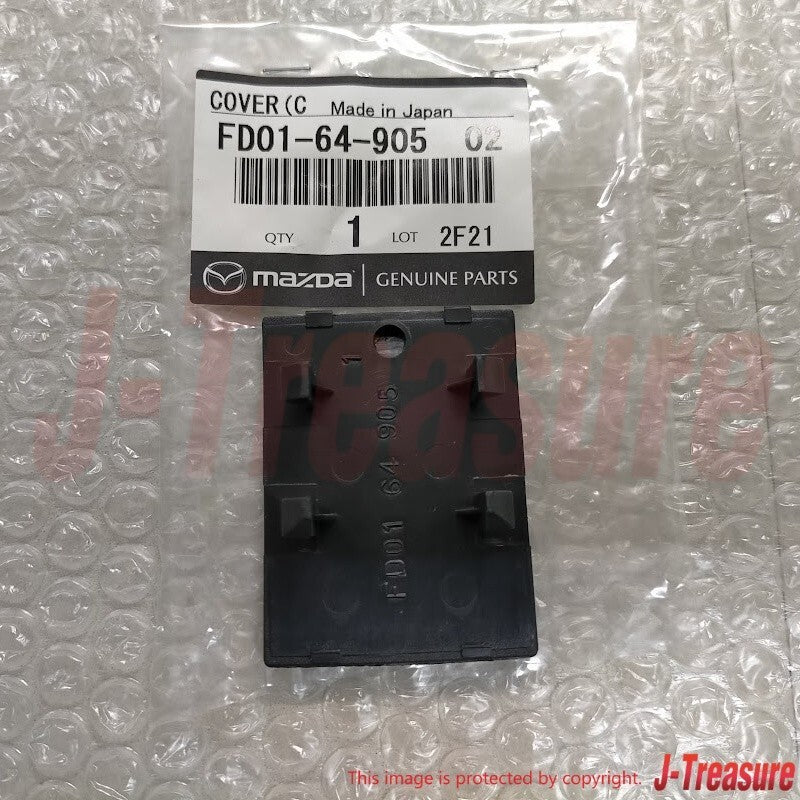 COVER(C Made in Japan
FD01-64-905 02
QTY 1 LOT 2F21
mazda GENUINE PARTS
1
FD01 64 905
J-Treasure
This image is protected by copyright. J-Treasure